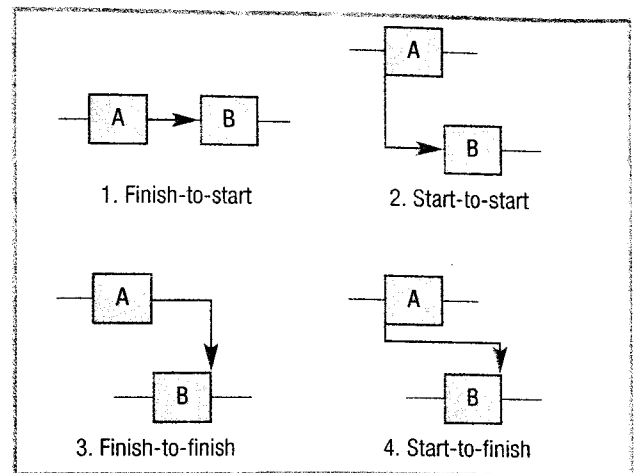 A
B
1. Finish-to-start
A
B
2. Start-to-start
A
B
3. Finish-to-finish
A
B
4. Start-to-finish